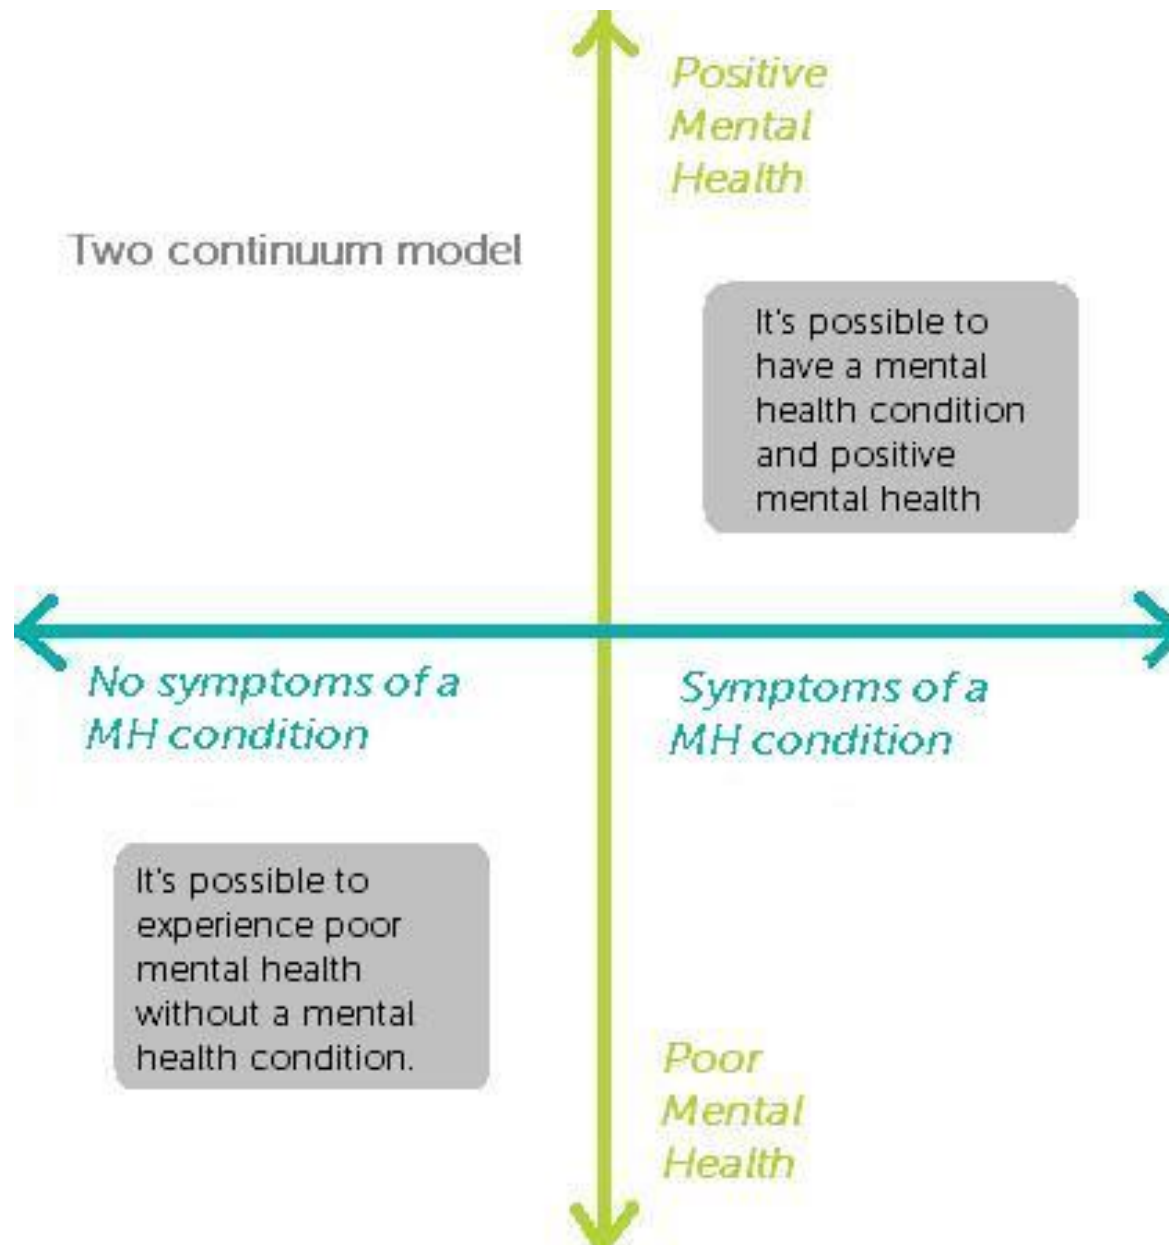 Positive
Mental
Health
Two continuum model
It's possible to
have a mental
health condition
and positive
mental health
No symptoms of a
MH condition
Symptoms of a
MH condition
It's possible to
experience poor
mental health
without a mental
health condition.
Poor
Mental
Health